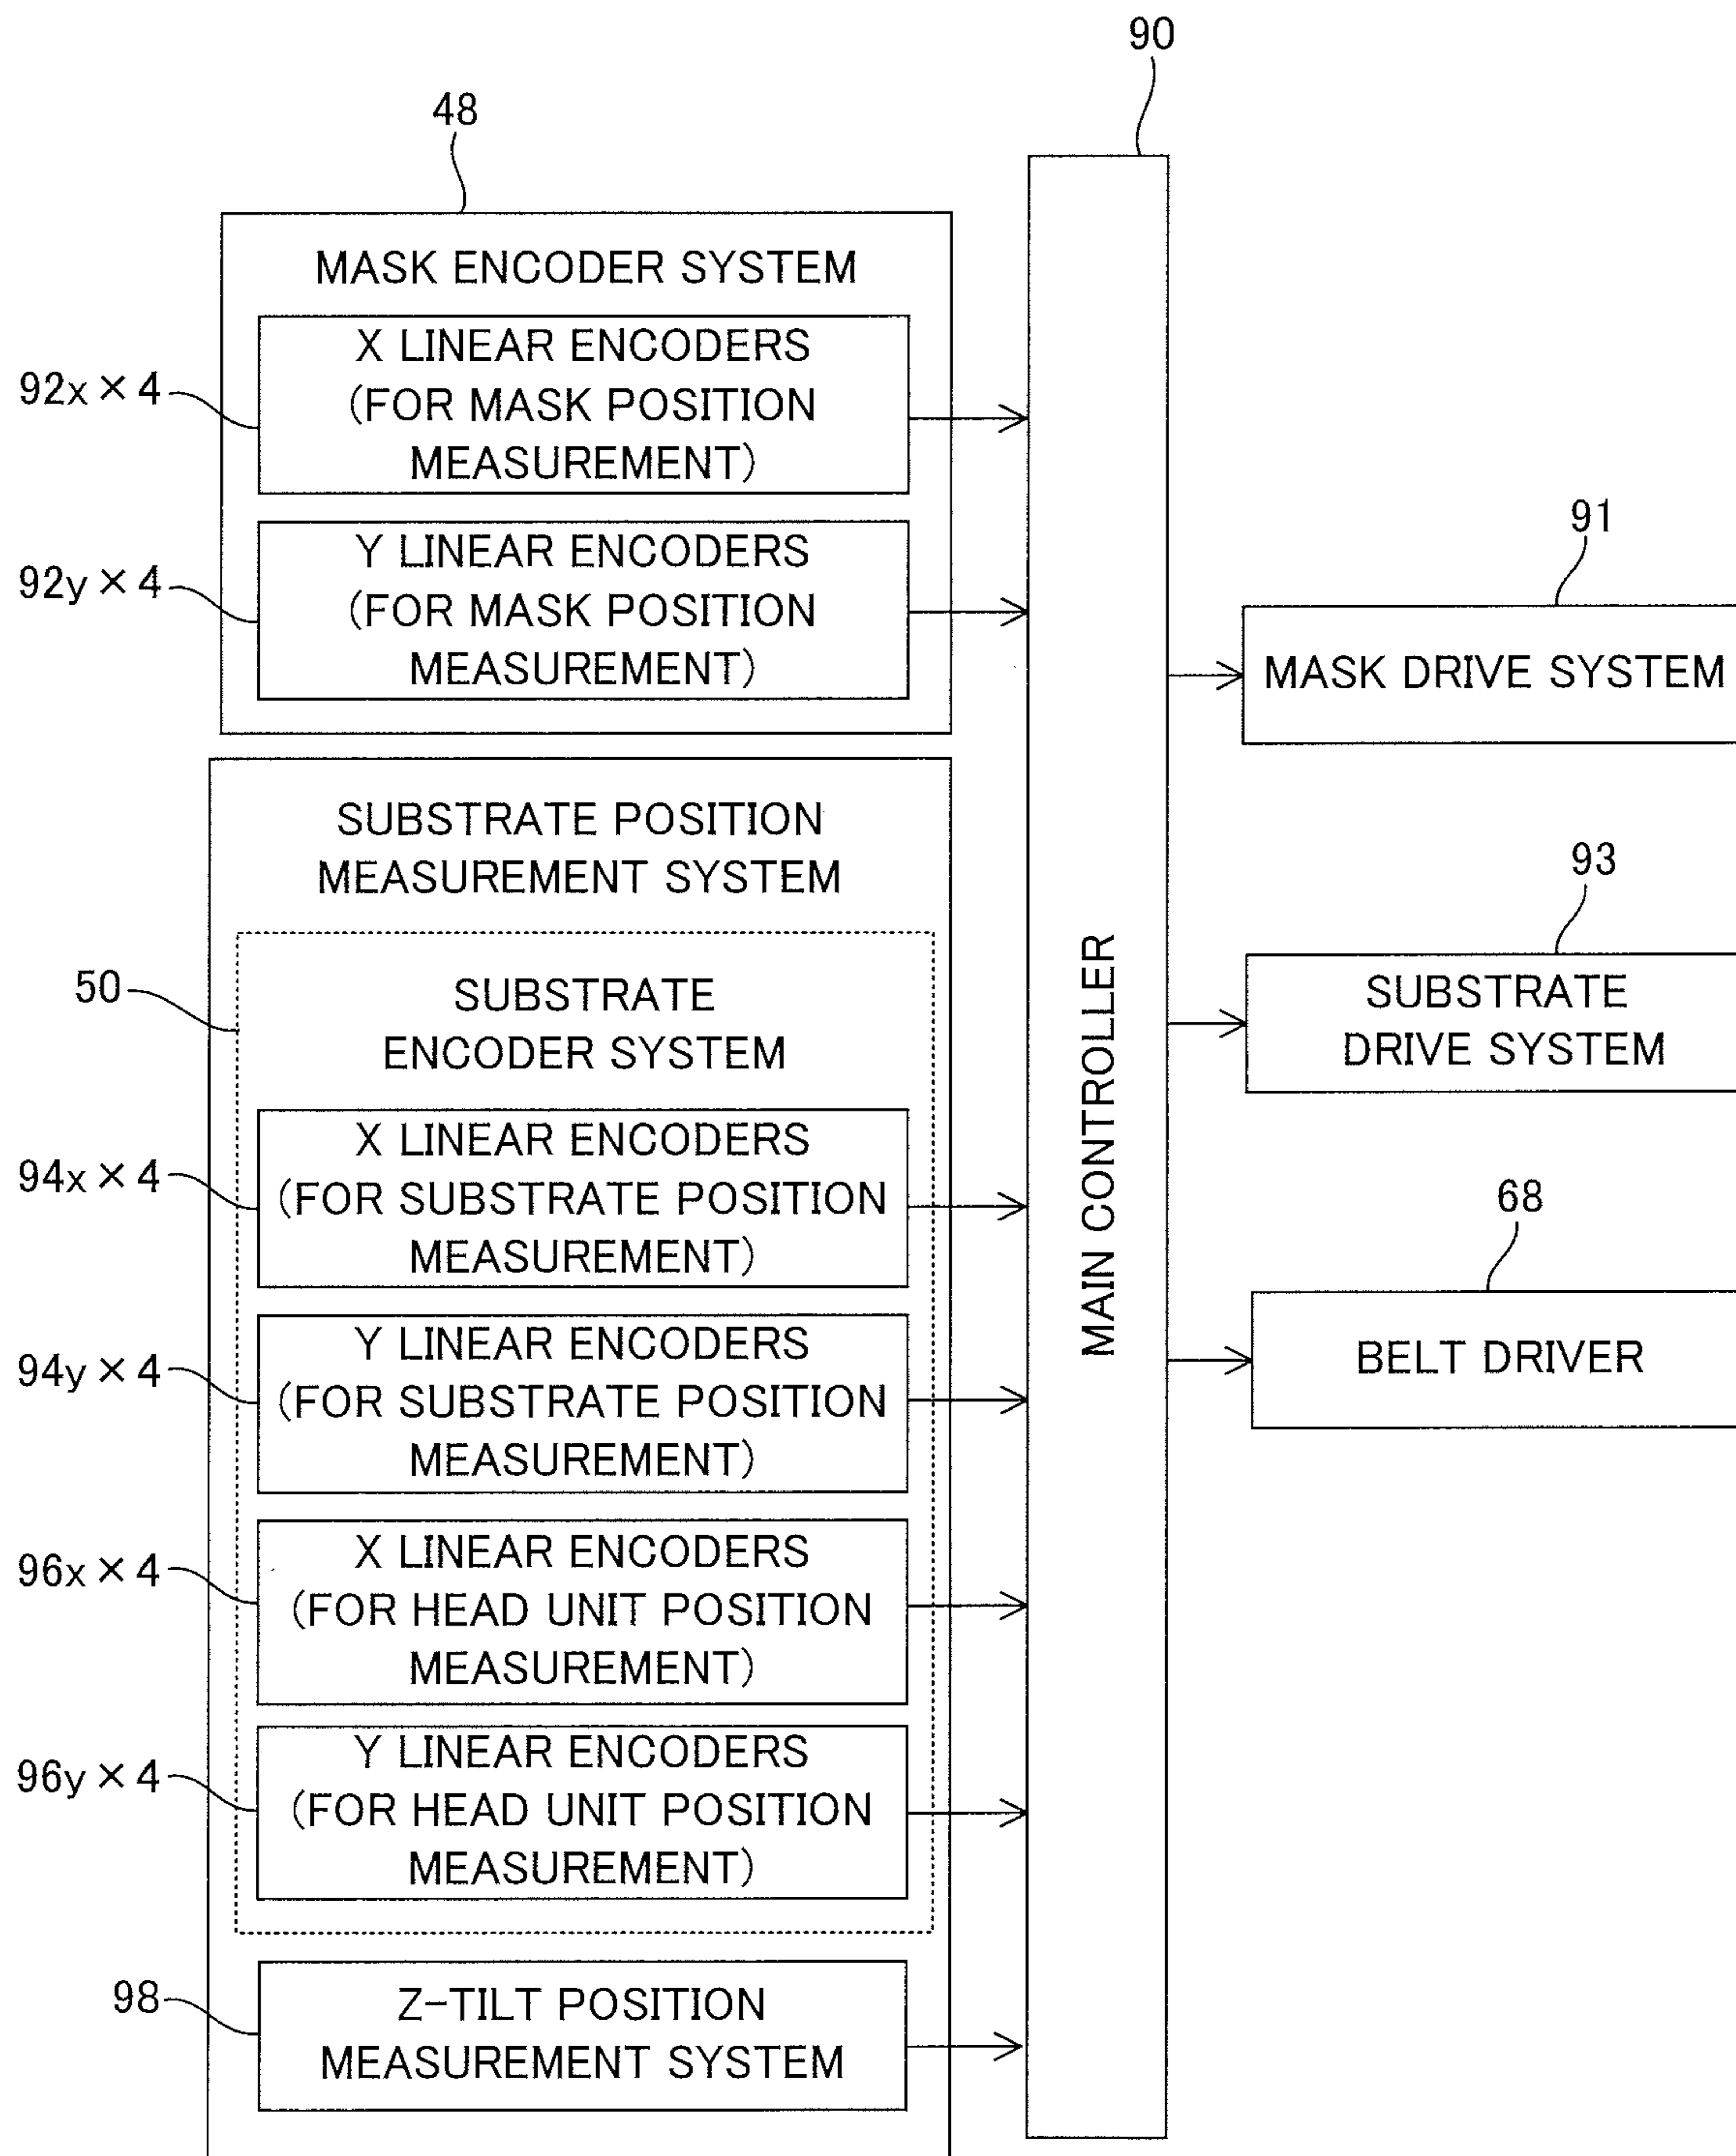 90
48
MASK ENCODER SYSTEM
92x×4
X LINEAR ENCODERS
(FOR MASK POSITION
MEASUREMENT)
92y×4
Y LINEAR ENCODERS
(FOR MASK POSITION
MEASUREMENT)
SUBSTRATE POSITION
MEASUREMENT SYSTEM
50
SUBSTRATE
ENCODER SYSTEM
94x×4
X LINEAR ENCODERS
(FOR SUBSTRATE POSITION
MEASUREMENT)
94y×4
Y LINEAR ENCODERS
(FOR SUBSTRATE POSITION
MEASUREMENT)
96x×4
X LINEAR ENCODERS
(FOR HEAD UNIT POSITION
MEASUREMENT)
96y×4
Y LINEAR ENCODERS
(FOR HEAD UNIT POSITION
MEASUREMENT)
98
Z-TILT POSITION
MEASUREMENT SYSTEM
MAIN CONTROLLER
91
MASK DRIVE SYSTEM
93
SUBSTRATE
DRIVE SYSTEM
68
BELT DRIVER